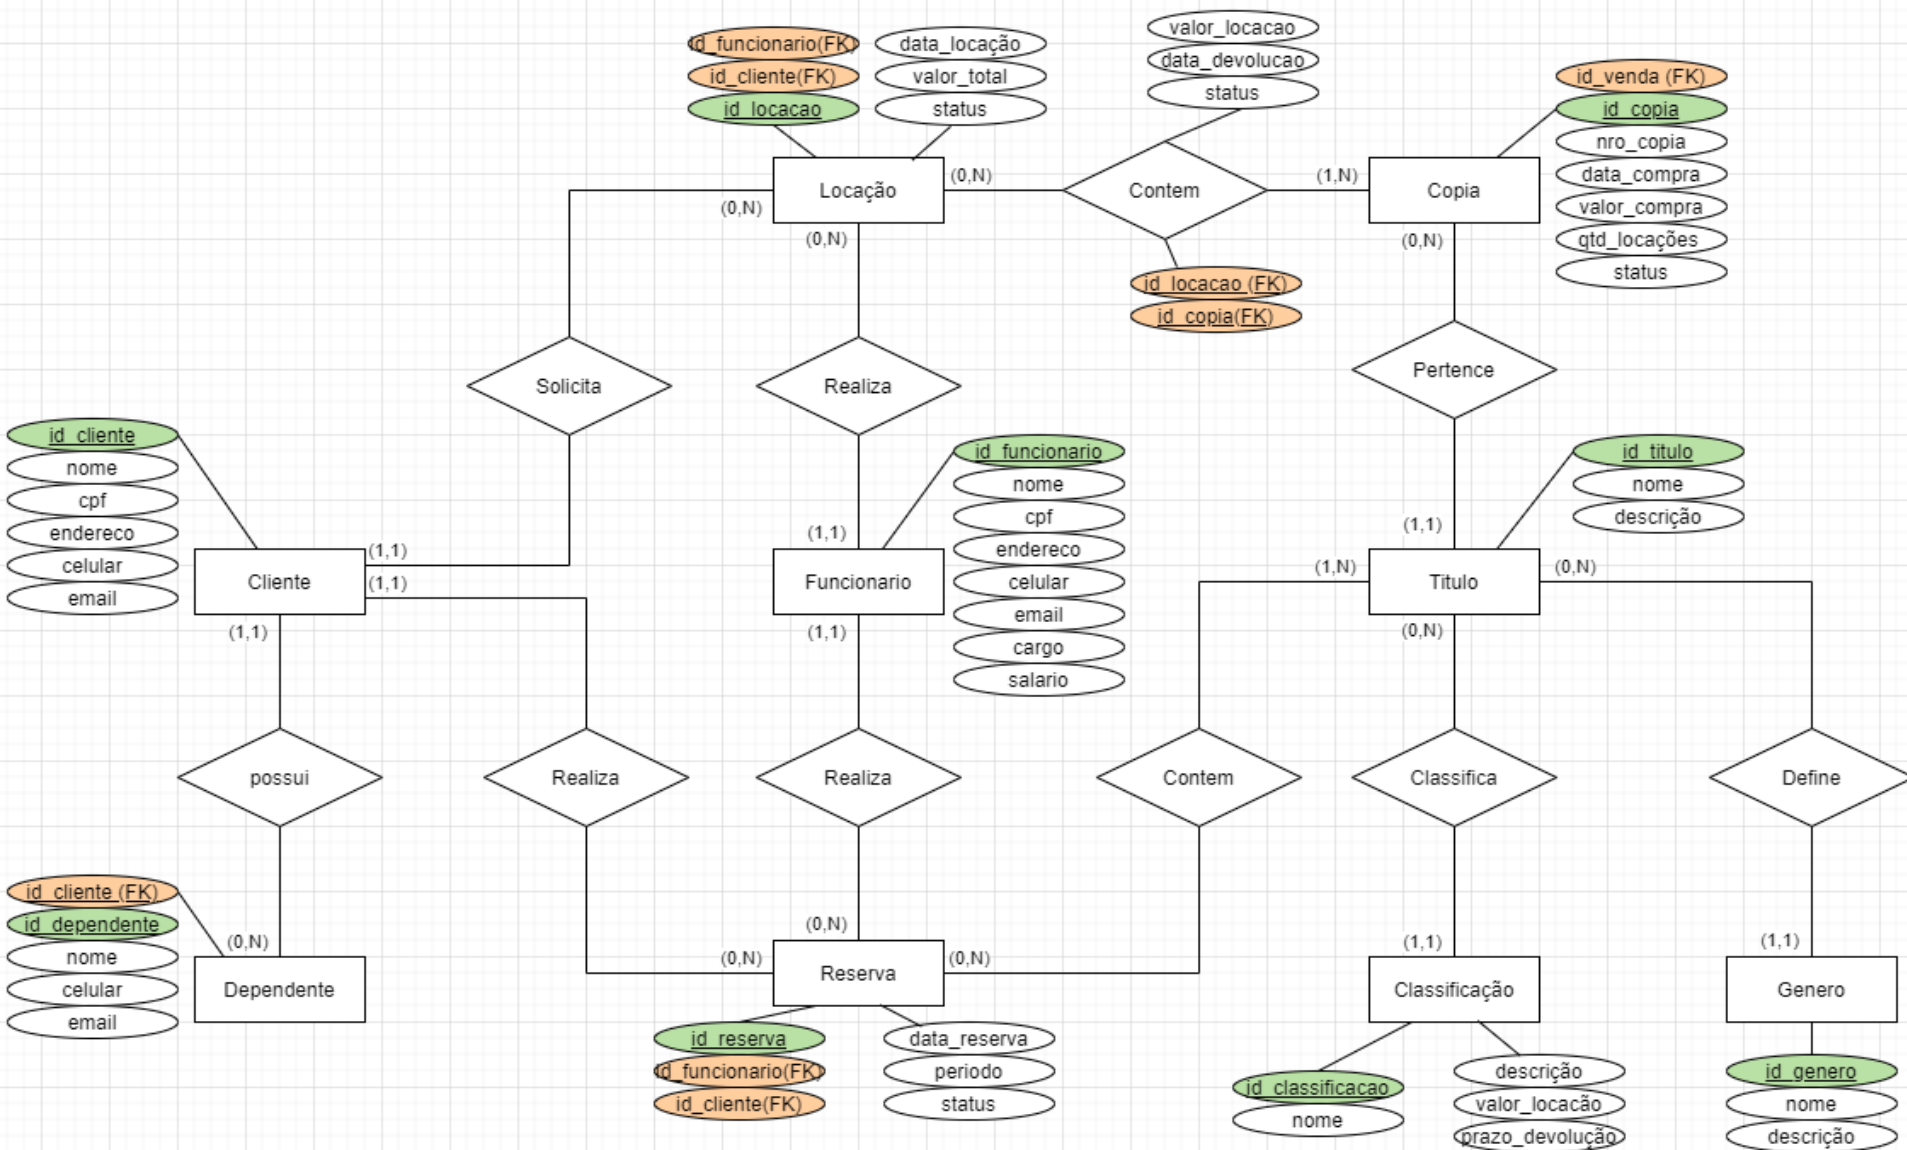 id_funcionario(FK)
id_cliente(FK)
id_locacao
data_locação
valor_total
status
valor_locacao
data_devolucao
status
id_venda (FK)
id_copia
nro_copia
data_compra
valor_compra
qtd_locações
status
Locação
(0,N)
(0,N)
(0,N)
Contem
(1,N)
Copia
(0,N)
id_locacao (FK)
id_copia(FK)
Solicita
Realiza
Pertence
id_cliente
nome
cpf
endereco
celular
email
Cliente
(1,1)
(1,1)
(1,1)
id_funcionario
nome
cpf
endereco
celular
email
cargo
salario
(1,1)
Funcionario
(1,1)
id_titulo
nome
descrição
(1,1)
(1,N)
Titulo
(0,N)
(0,N)
possui
Realiza
Realiza
Contem
Classifica
Define
id_cliente (FK)
id_dependente
nome
celular
email
(0,N)
Dependente
(0,N)
(0,N)
Reserva
(0,N)
id_reserva
id_funcionario(FK)
id_cliente(FK)
data_reserva
periodo
status
(1,1)
Classificação
id_classificacao
nome
descrição
valor_locacão
prazo_devolução
(1,1)
Genero
id_genero
nome
descrição